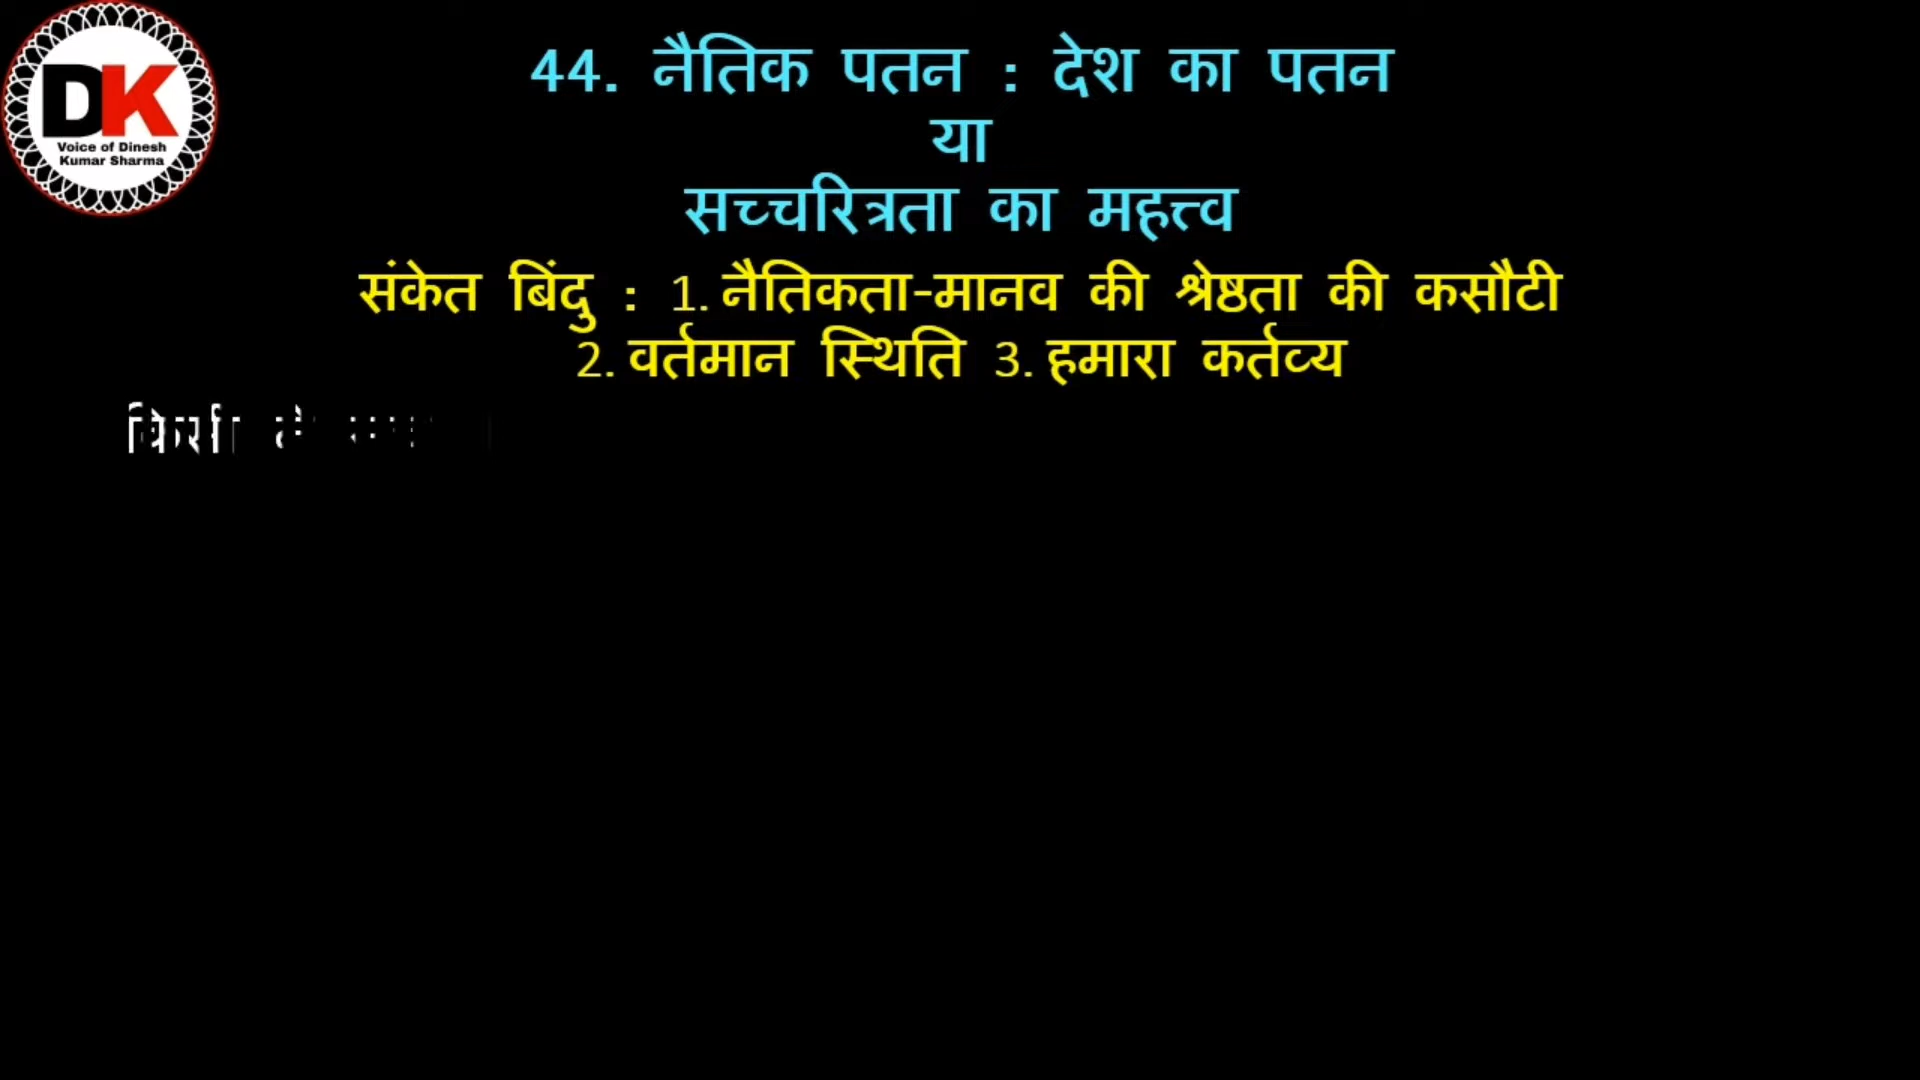 DK
Voice of Dinesh
Kumar Sharma
44. नैतिक पतन : देश का पतन
या
सच्चरित्रता का महत्त्व
संकेत बिंदु : 1. नैतिकता-मानव की श्रेष्ठता की कसौटी
2. वर्तमान स्थिति 3. हमारा कर्तव्य
किसी